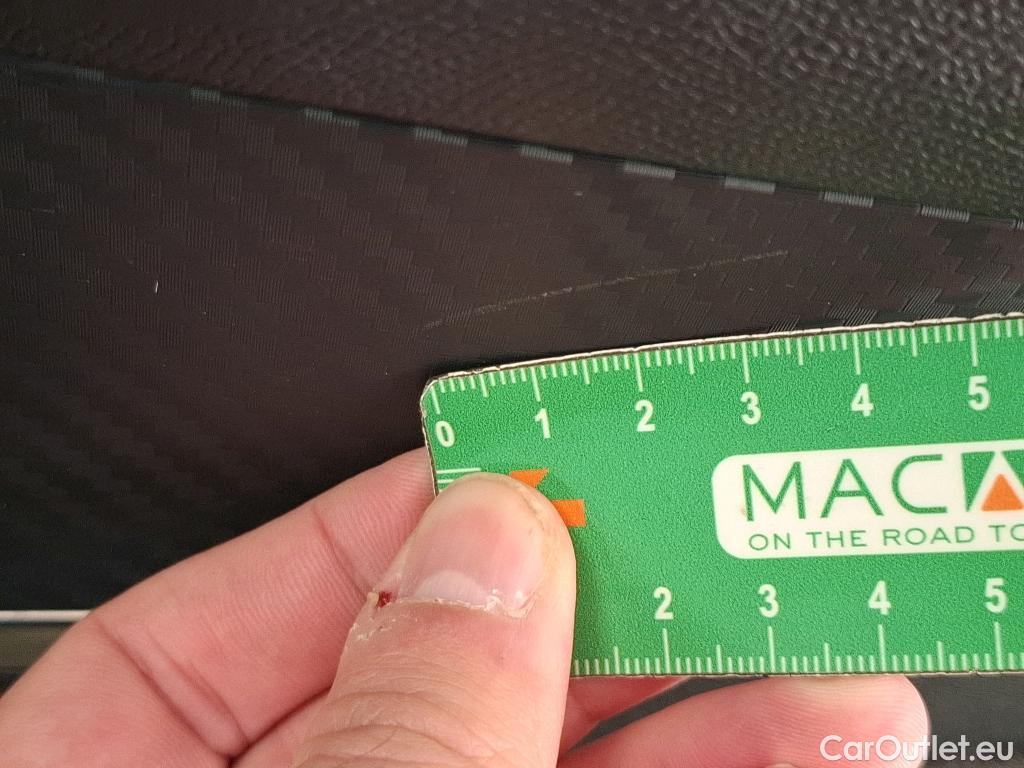 0 1 2 3 4 5
MAC
ON THE ROAD TO
2 3 4 5
CarOutlet.eu